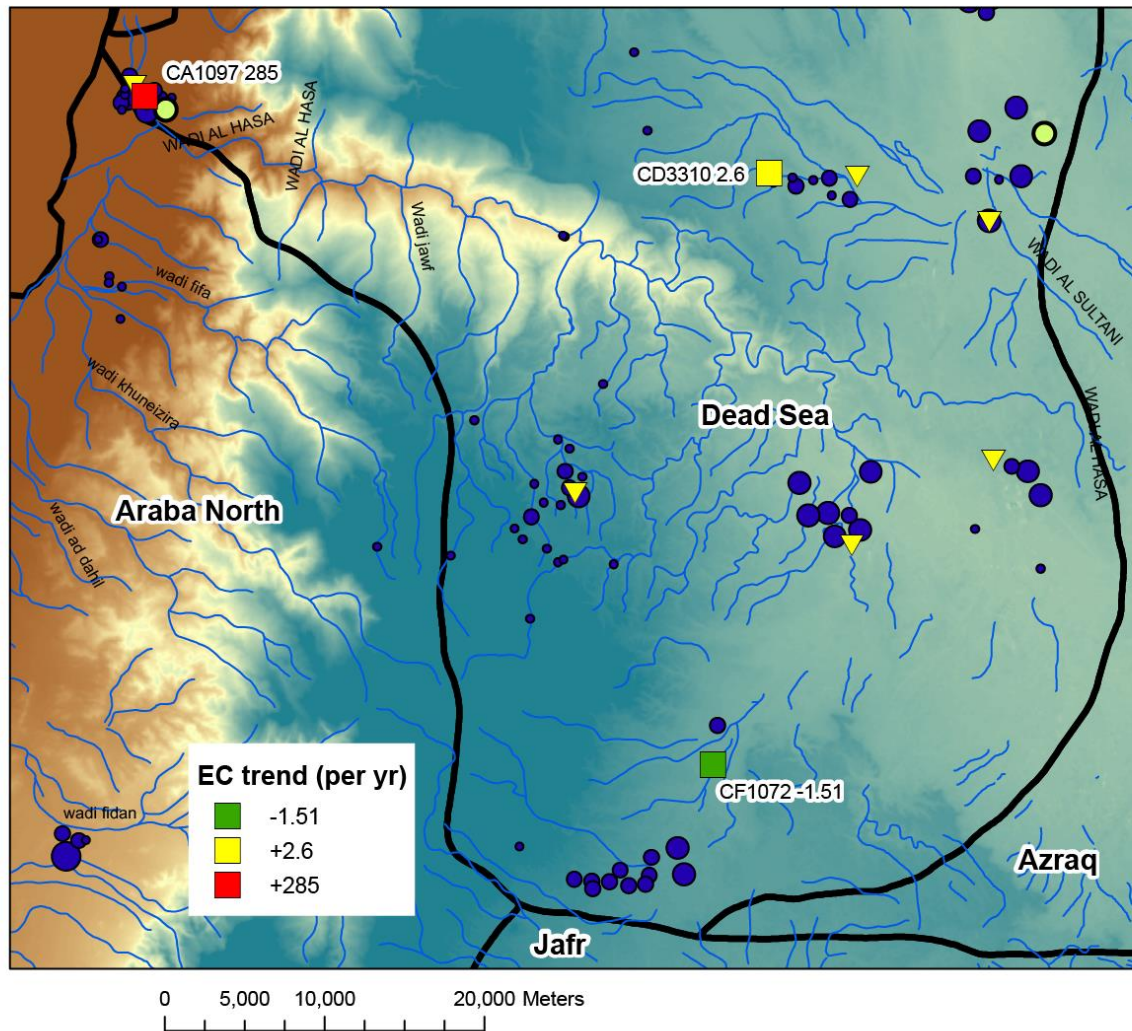 CA1097 285
WADI AL HASA
WADI AL HASA
CD3310 2.6
Wadi jawf
wadi fifa
WADI AL SULTANI
wadi khuneizira
Dead Sea
WADI AL HASA
Araba North
wadi ad dahil
EC trend (per yr)
-1.51
+2.6
+285
CF1072 -1.51
wadi fidan
Azraq
Jafr
0 5,000 10,000 20,000 Meters